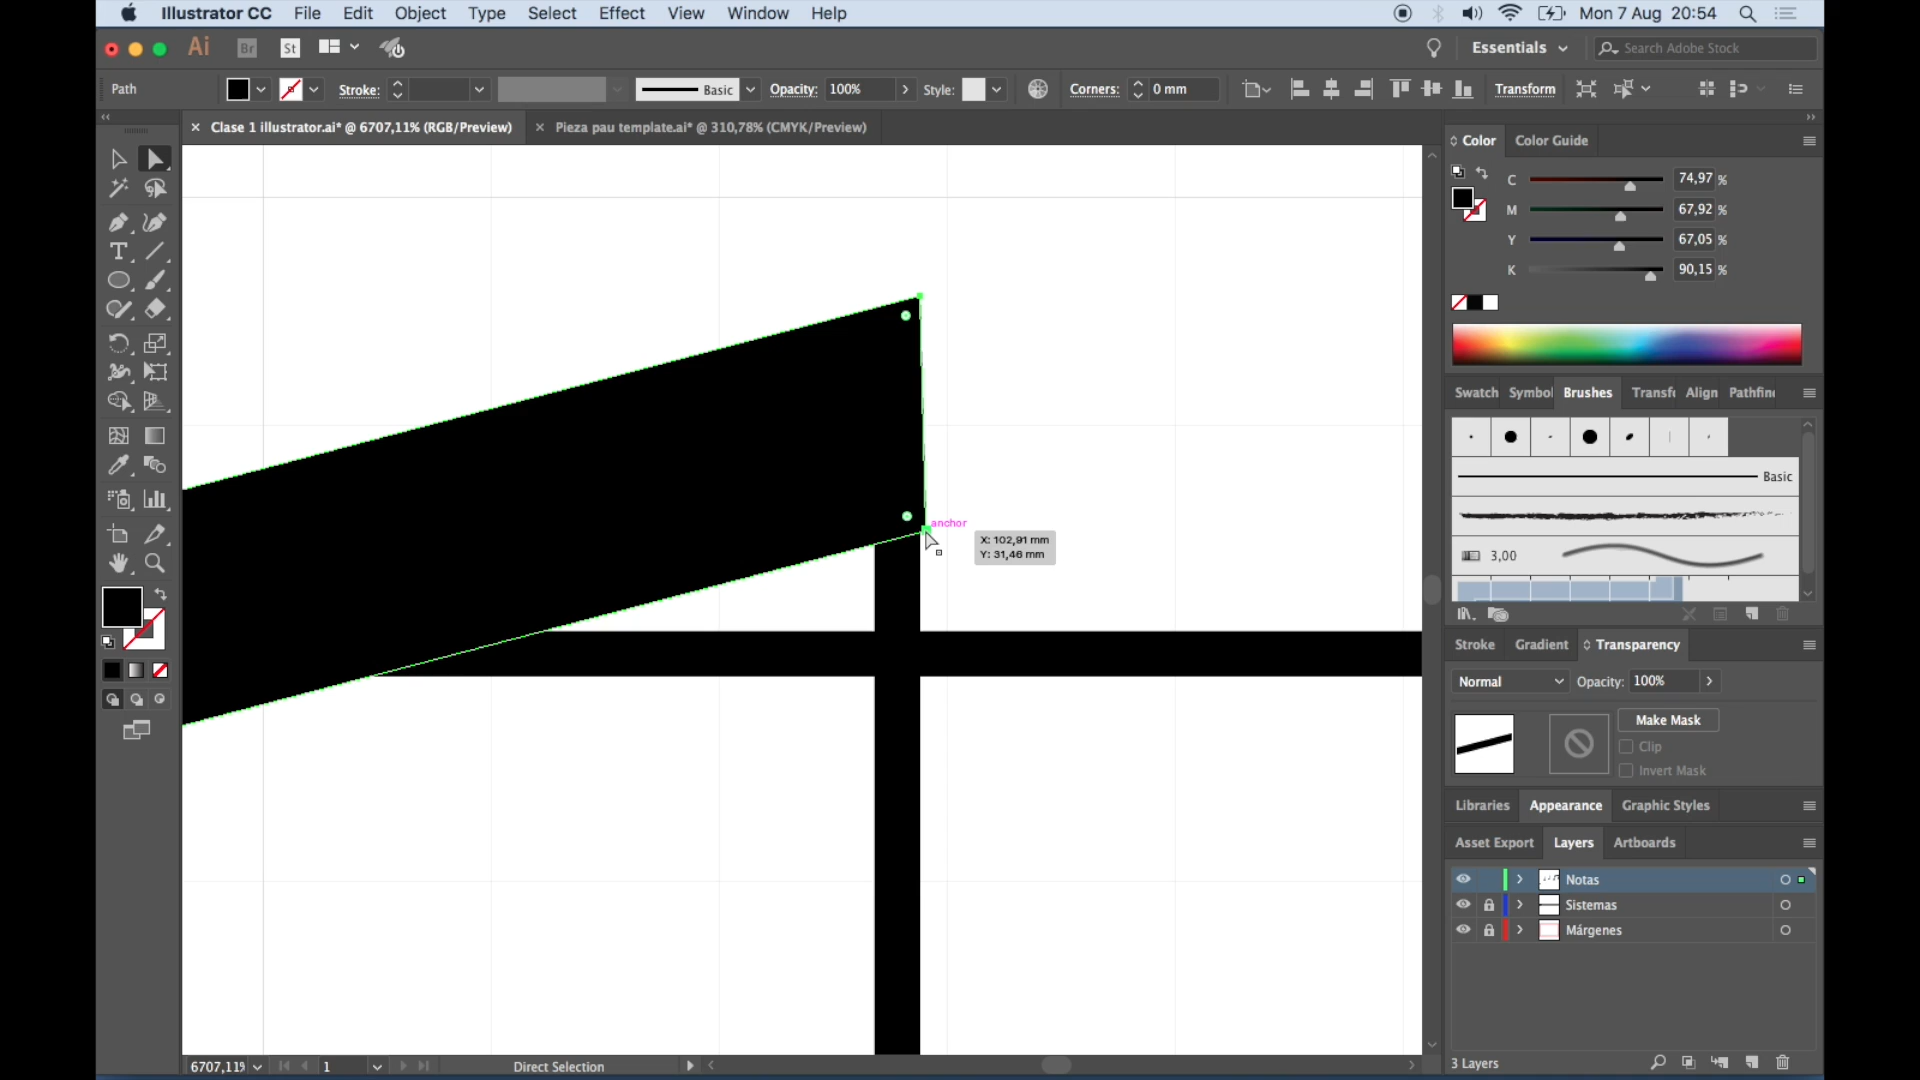 Illustrator CC File Edit Object Type Select Effect View Window Help Mon 7 Aug 20:54
Ai Br St Essentials Search Adobe Stock
Path Stroke: Basic Opacity: 100% Style: Corners: 0 mm Transform
× Clase 1 illustrator.ai* @ 6707,11% (RGB/Preview) × Pieza pau template.ai* @ 310,78% (CMYK/Preview)
Color Color Guide
C 74,97 %
M 67,92 %
Y 67,05 %
K 90,15 %
Swatch Symbol Brushes Transf Align Pathfin
Basic
3,00
anchor
X: 102,91 mm
Y: 31,46 mm
Stroke Gradient Transparency
Normal Opacity: 100%
Make Mask
Clip
Invert Mask
Libraries Appearance Graphic Styles
Asset Export Layers Artboards
Notas
Sistemas
Márgenes
6707,119 1 Direct Selection
3 Layers